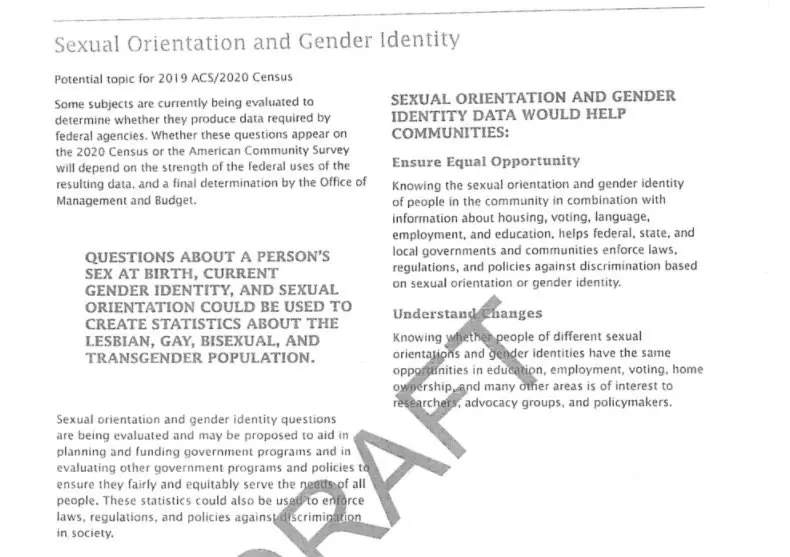 Sexual Orientation and Gender Identity
Potential topic for 2019 ACS/2020 Census
Some subjects are currently being evaluated to
determine whether they produce data required by
federal agencies. Whether these questions appear on
the 2020 Census or the American Community Survey
will depend on the strength of the federal uses of the
resulting data, and a final determination by the Office of
Management and Budget.
QUESTIONS ABOUT A PERSON'S
SEX AT BIRTH, CURRENT
GENDER IDENTITY, AND SEXUAL
ORIENTATION COULD BE USED TO
CREATE STATISTICS ABOUT THE
LESBIAN, GAY, BISEXUAL, AND
TRANSGENDER POPULATION.
Sexual orientation and gender identity questions
are being evaluated and may be proposed to aid in
planning and funding government programs and in
evaluating other government programs and policies to
ensure they fairly and equitably serve the needs of all
people. These statistics could also be used to enforce
laws, regulations, and policies against discrimination
in society.
SEXUAL ORIENTATION AND GENDER
IDENTITY DATA WOULD HELP
COMMUNITIES:
Ensure Equal Opportunity
Knowing the sexual orientation and gender identity
of people in the community in combination with
information about housing, voting, language,
employment, and education, helps federal, state, and
local governments and communities enforce laws,
regulations, and policies against discrimination based
on sexual orientation or gender identity.
Understand Changes
Knowing whether people of different sexual
orientations and gender identities have the same
opportunities in education, employment, voting, home
ownership, and many other areas is of interest to
researchers, advocacy groups, and policymakers.
DRAFT